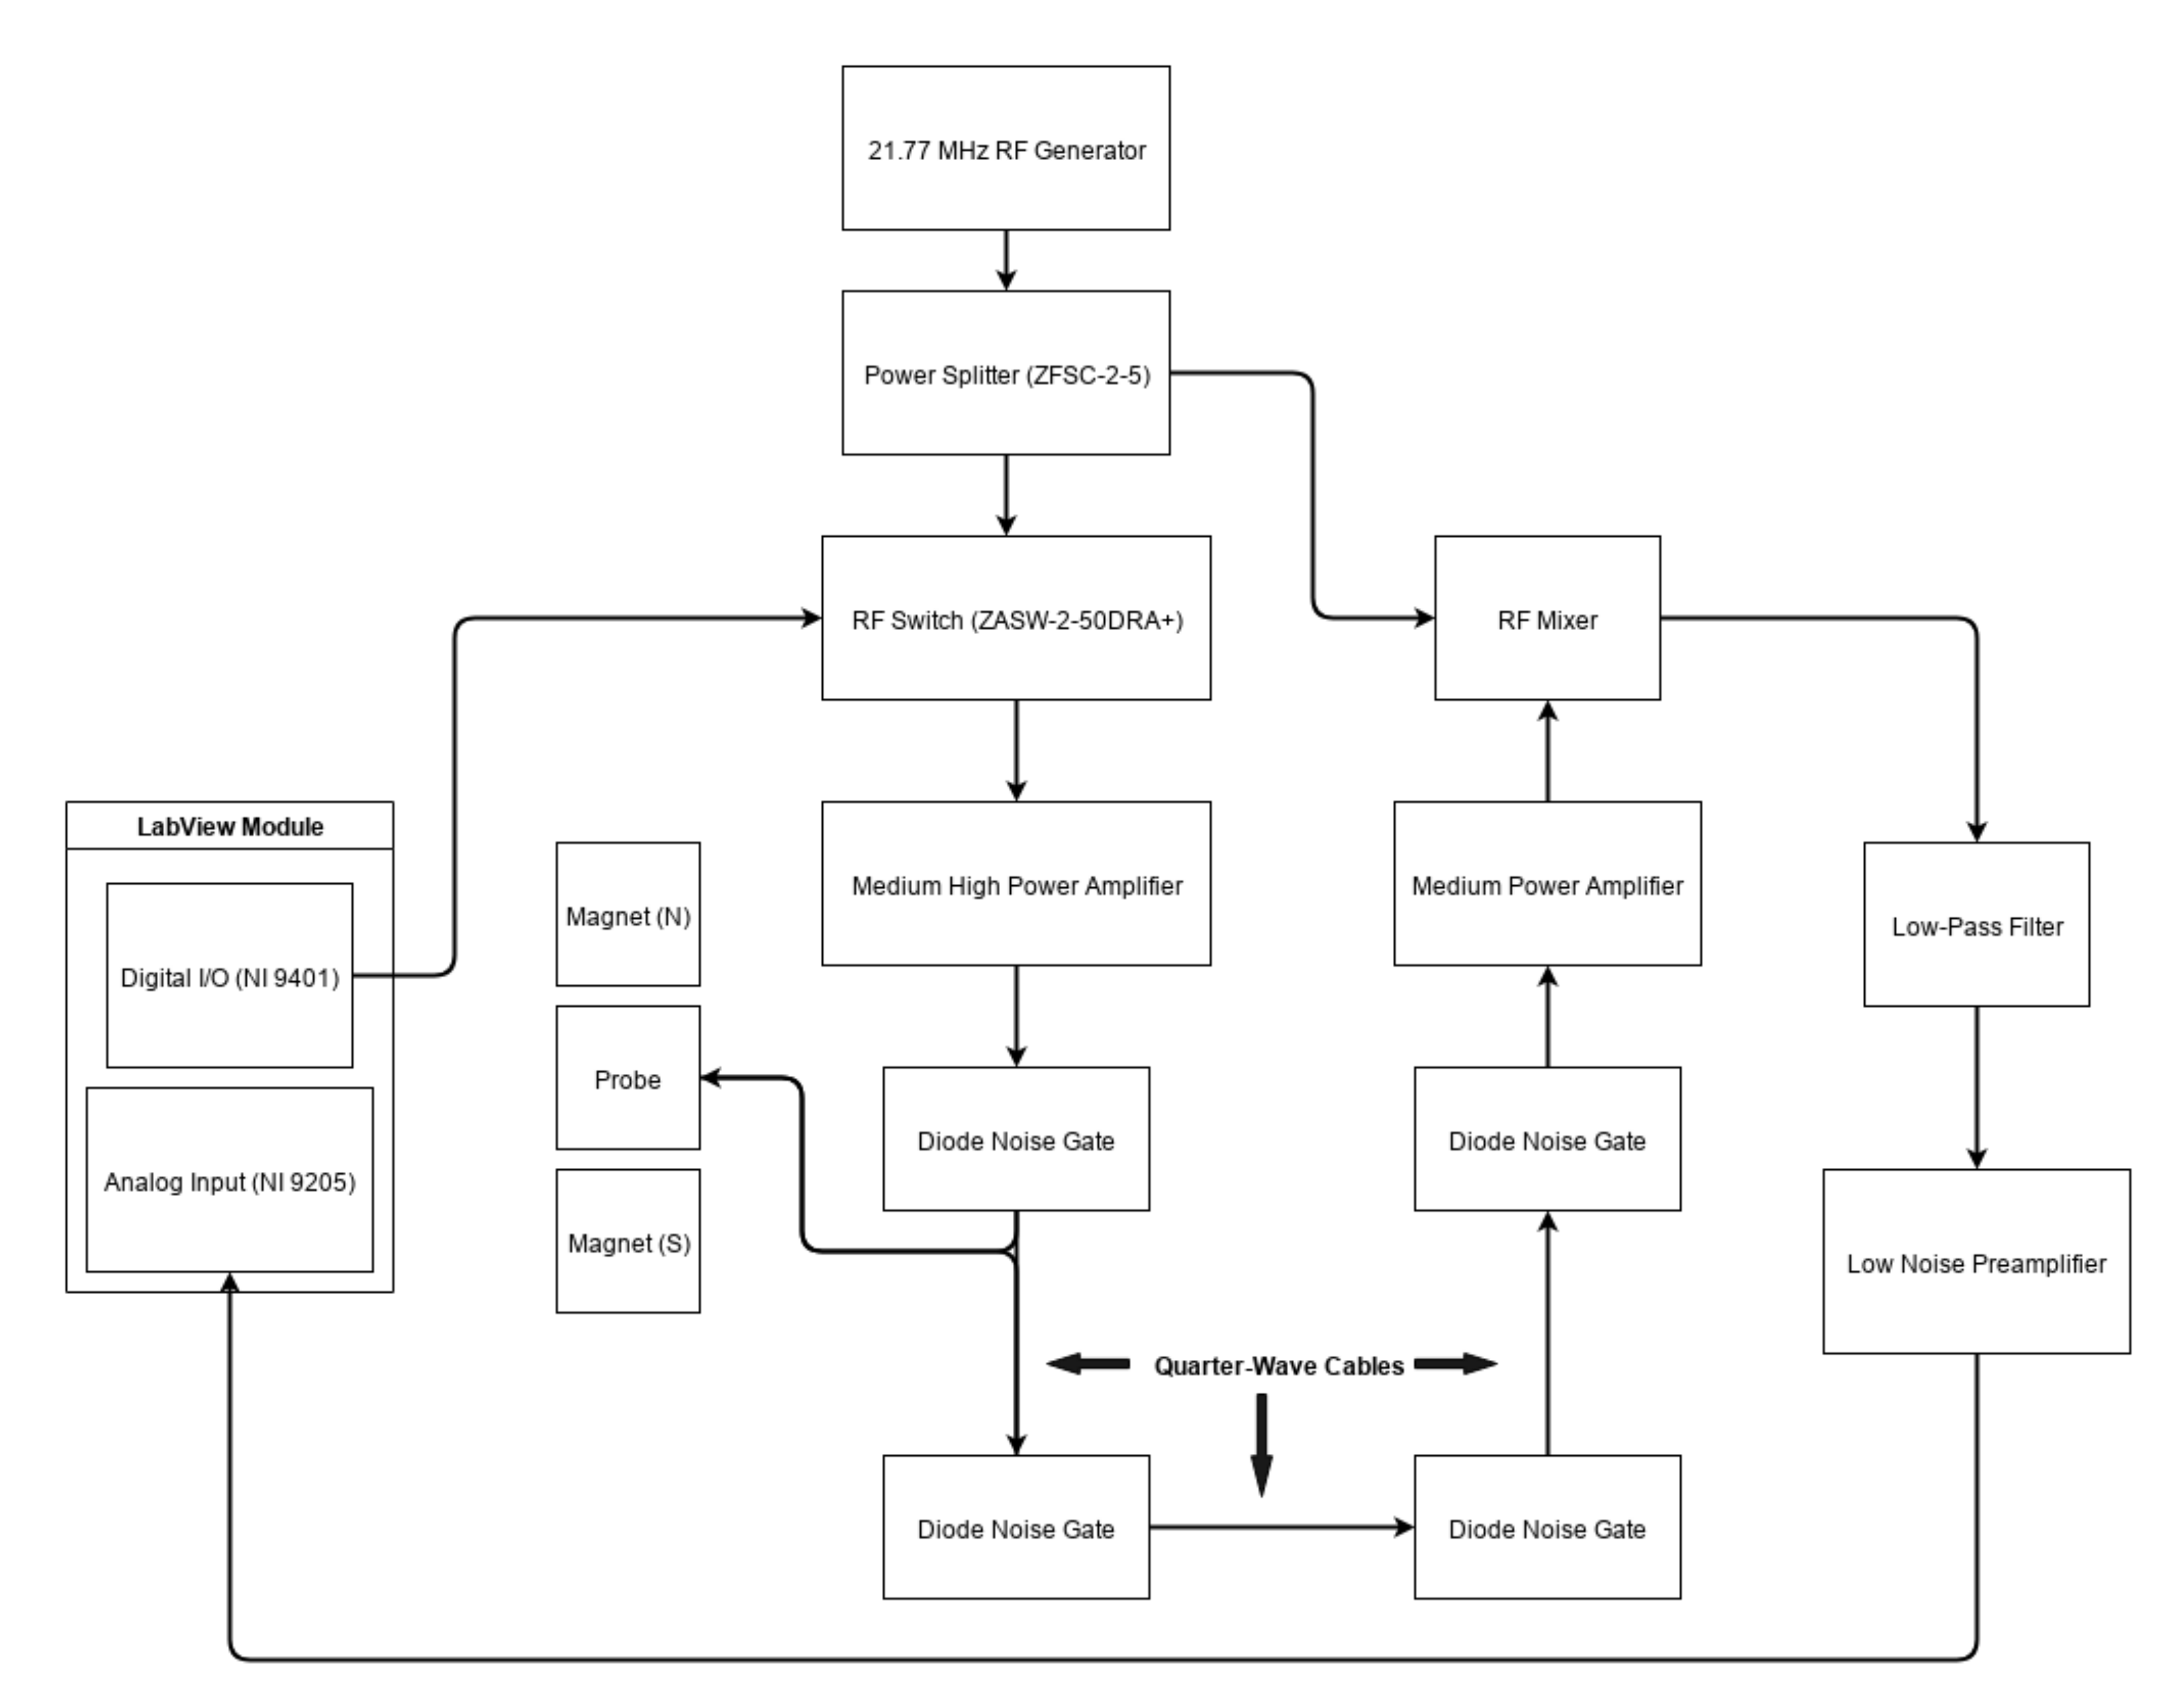 21.77 MHz RF Generator
Power Splitter (ZFSC-2-5)
RF Switch (ZASW-2-50DRA+)
RF Mixer
LabView Module
Digital I/O (NI 9401)
Analog Input (NI 9205)
Magnet (N)
Probe
Magnet (S)
Medium High Power Amplifier
Medium Power Amplifier
Low-Pass Filter
Diode Noise Gate
Diode Noise Gate
Low Noise Preamplifier
Quarter-Wave Cables
Diode Noise Gate
Diode Noise Gate